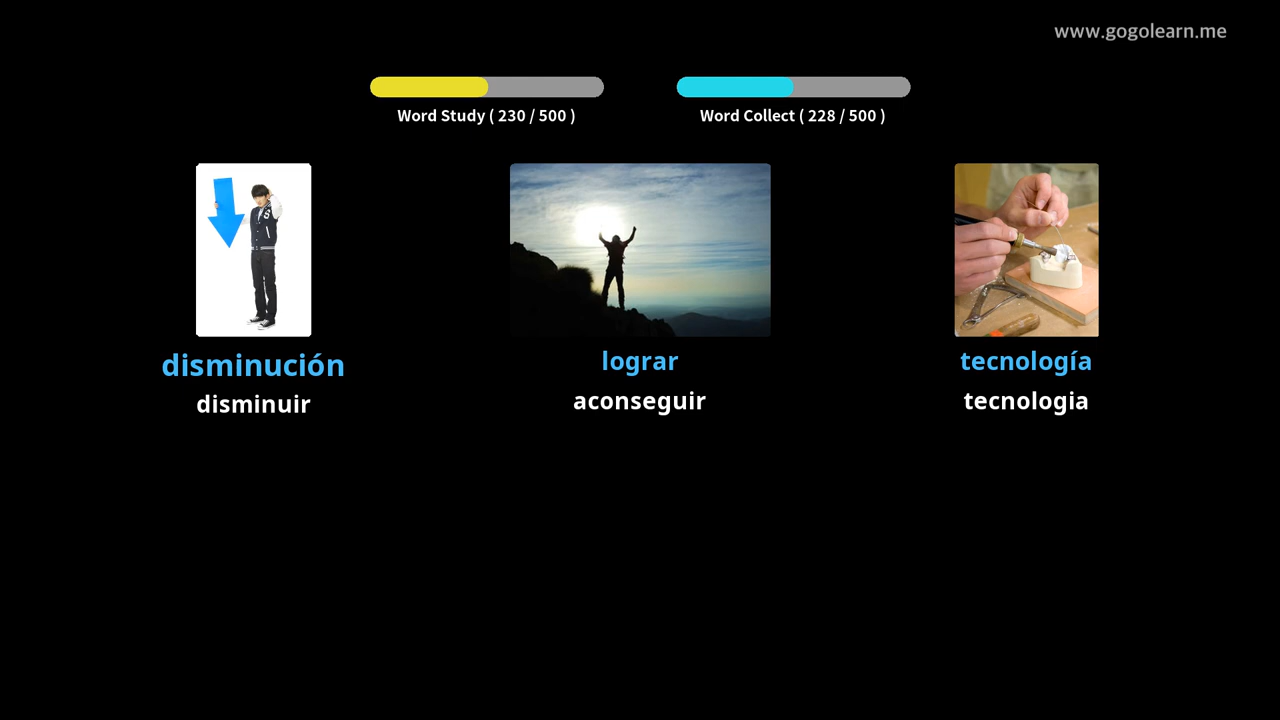 www.gogolearn.me
Word Study ( 230 / 500 )
Word Collect ( 228 / 500 )
S
disminución
disminuir
lograr
aconseguir
tecnología
tecnologia